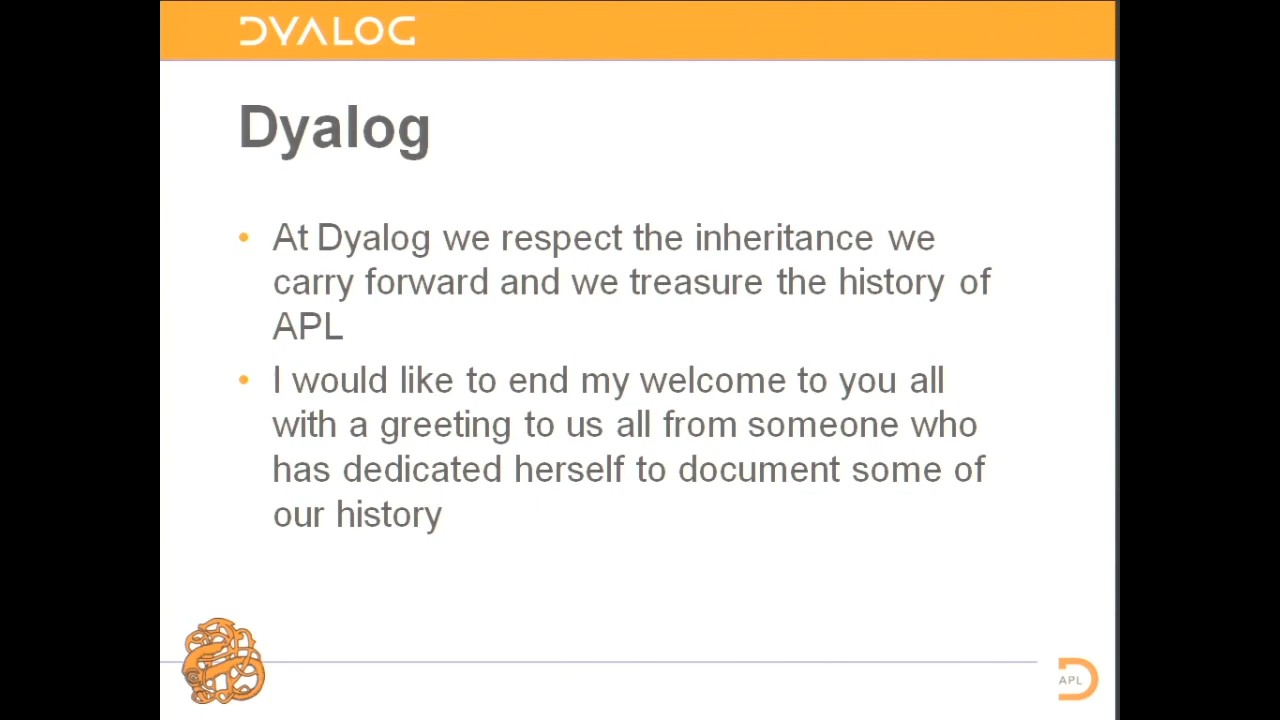 DYALOG
Dyalog
• At Dyalog we respect the inheritance we
carry forward and we treasure the history of
APL
• I would like to end my welcome to you all
with a greeting to us all from someone who
has dedicated herself to document some of
our history
APL